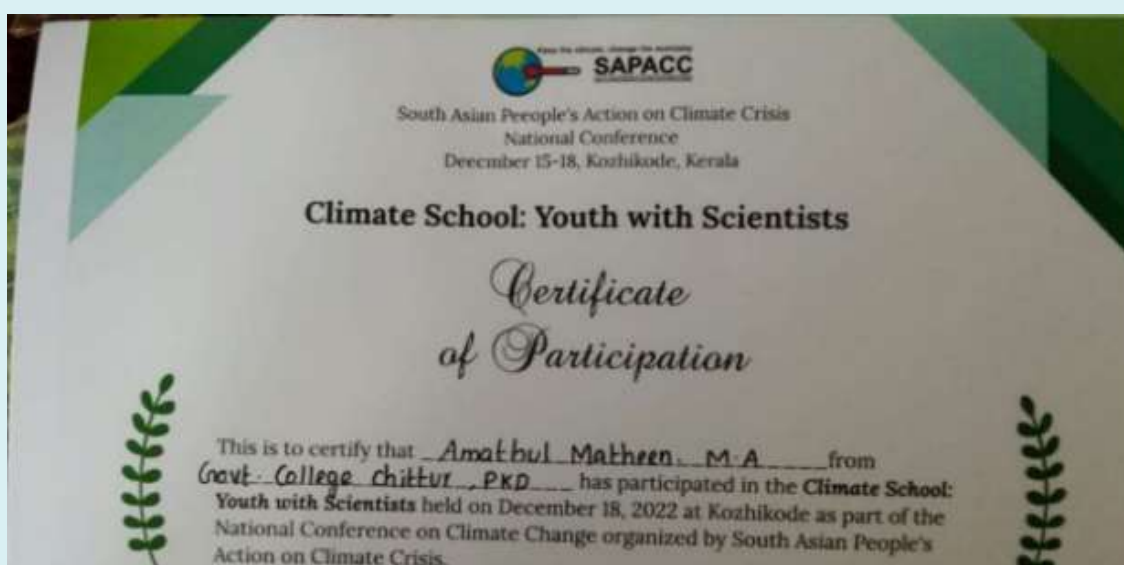 SAPACC
South Asian Peeople's Action on Climate Crisis
National Conference
Deecmber 15-18, Kozhikode, Kerala
Climate School: Youth with Scientists
Certificate
of Participation
This is to certify that Amathul Matheen. M.A from
Govt. College chittur, PKD has participated in the Climate School:
Youth with Scientists held on December 18, 2022 at Kozhikode as part of the
National Conference on Climate Change organized by South Asian People's
Action on Climate Crisis.